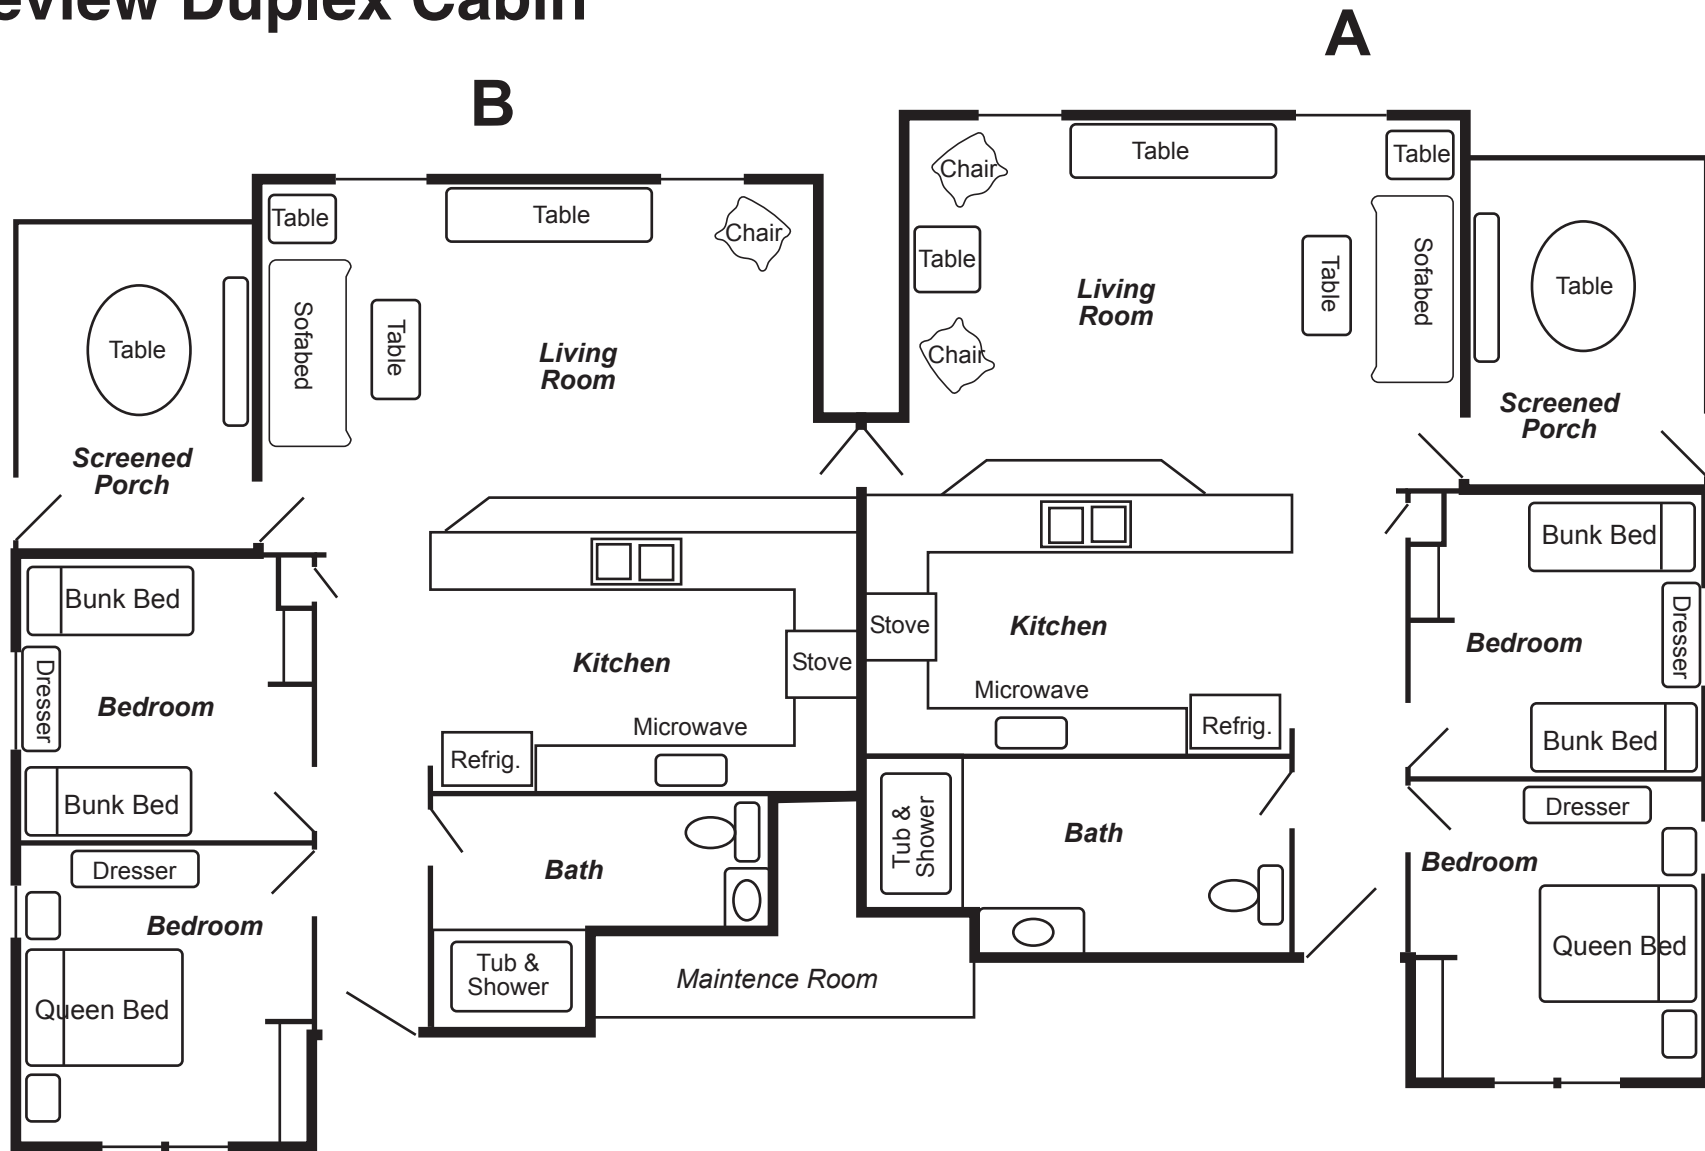 Duplex Cabin
A
B
Table
Table
Chair
Living
Room
Sofabed
Table
Table
Screened
Porch
Chair
Table
Table
Table
Chair
Table
Chair
Living
Room
Table
Sofabed
Table
Screened
Porch
Bunk Bed
Dresser
Bedroom
Bunk Bed
Kitchen
Stove
Microwave
Refrig.
Stove
Kitchen
Microwave
Refrig.
Bunk Bed
Dresser
Bedroom
Bunk Bed
Dresser
Bedroom
Queen Bed
Bath
Tub &
Shower
Maintence Room
Tub &
Shower
Bath
Dresser
Bedroom
Queen Bed